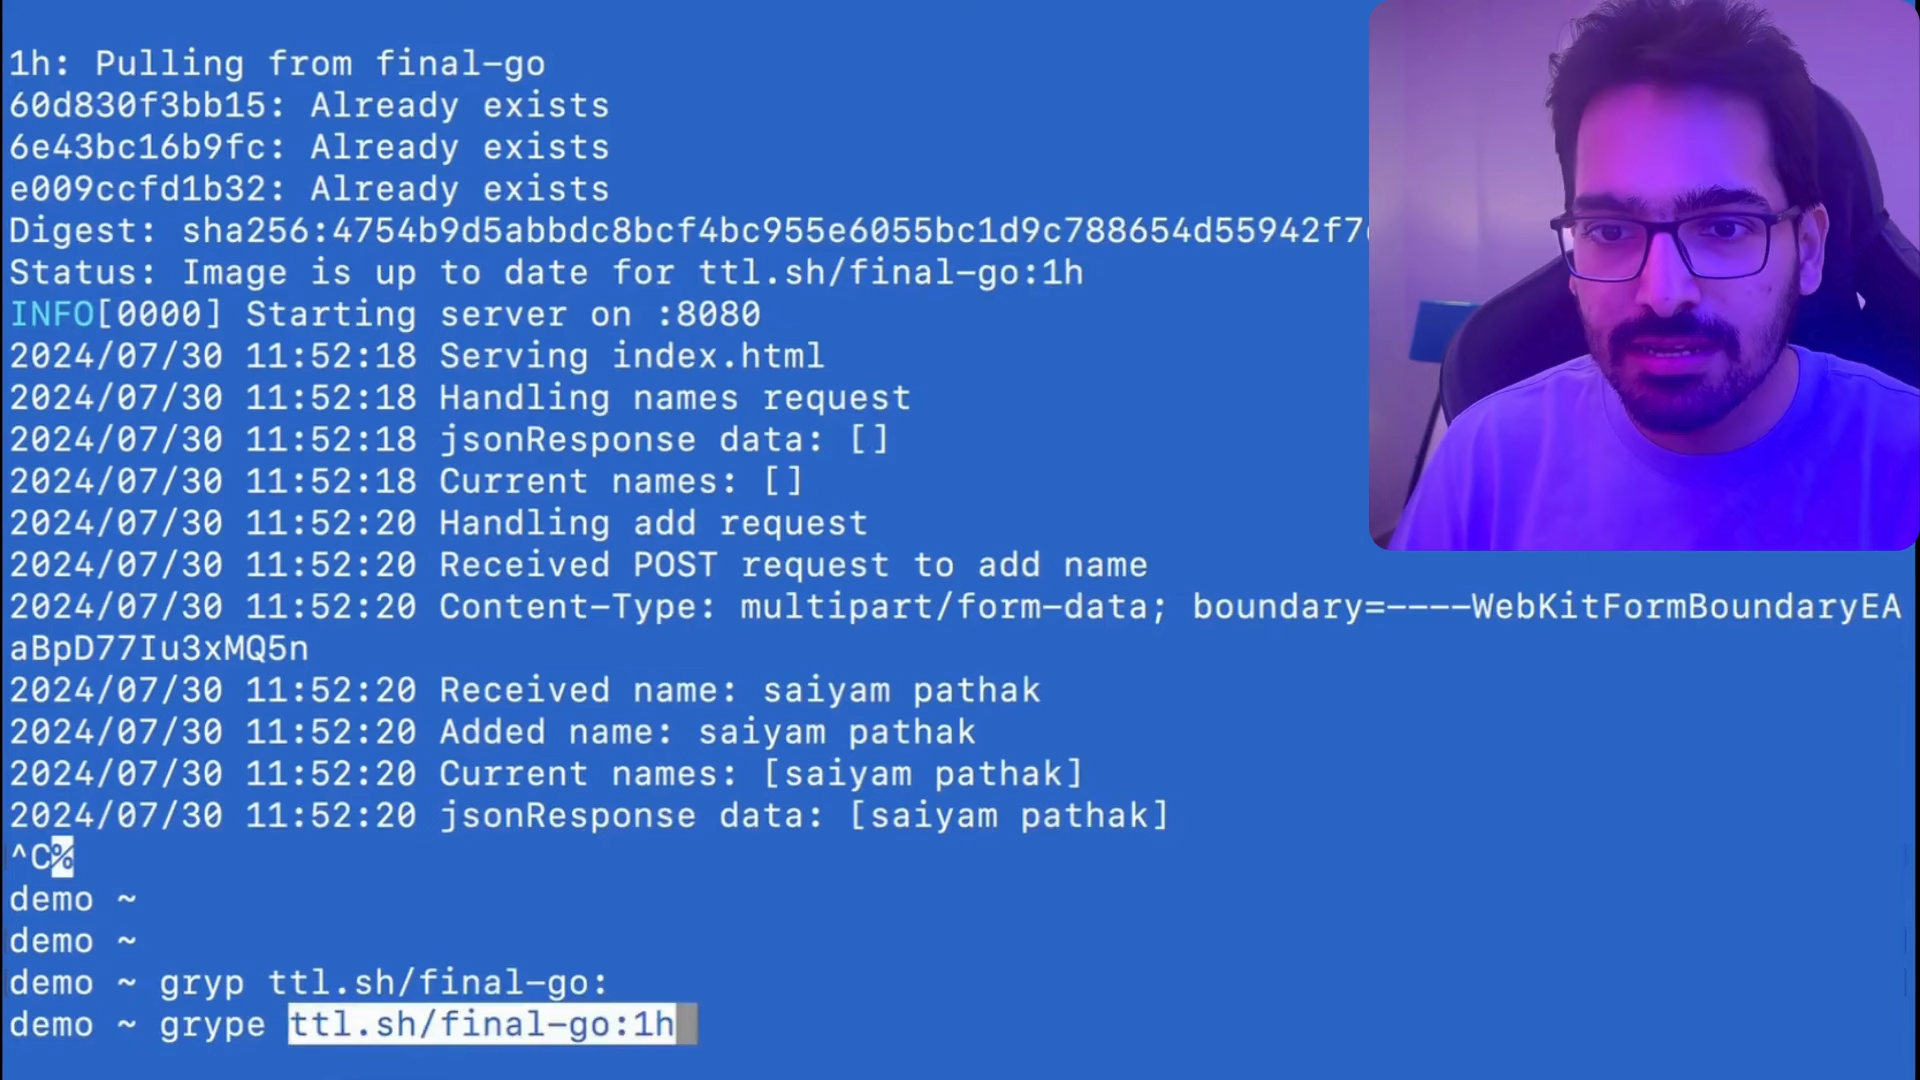 1h: Pulling from final-go
60d830f3bb15: Already exists
6e43bc16b9fc: Already exists
e009ccfd1b32: Already exists
Digest: sha256:4754b9d5abbdc8bcf4bc955e6055bc1d9c788654d55942f7
Status: Image is up to date for ttl.sh/final-go:1h
INFO[0000] Starting server on :8080
2024/07/30 11:52:18 Serving index.html
2024/07/30 11:52:18 Handling names request
2024/07/30 11:52:18 jsonResponse data: []
2024/07/30 11:52:18 Current names: []
2024/07/30 11:52:20 Handling add request
2024/07/30 11:52:20 Received POST request to add name
2024/07/30 11:52:20 Content-Type: multipart/form-data; boundary=----WebKitFormBoundaryEA
aBpD77Iu3xMQ5n
2024/07/30 11:52:20 Received name: saiyam pathak
2024/07/30 11:52:20 Added name: saiyam pathak
2024/07/30 11:52:20 Current names: [saiyam pathak]
2024/07/30 11:52:20 jsonResponse data: [saiyam pathak]
^C%
demo ~
demo ~
demo ~ gryp ttl.sh/final-go:
demo ~ grype ttl.sh/final-go:1h